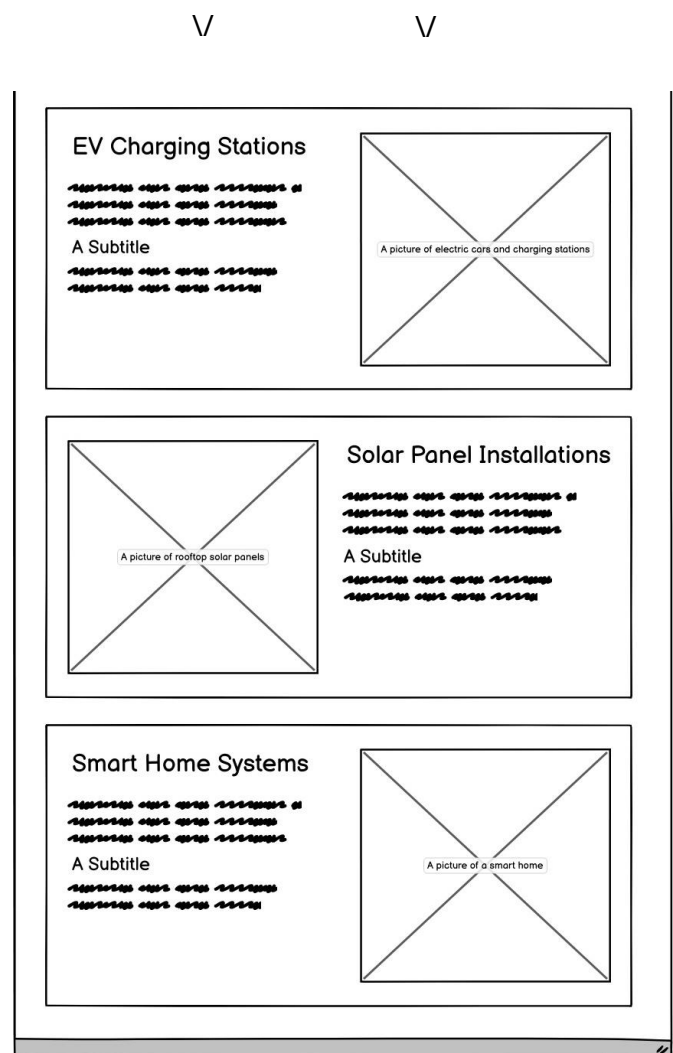 \/ \/
EV Charging Stations
A Subtitle
A picture of electric cars and charging stations
A picture of rooftop solar panels
Solar Panel Installations
A Subtitle
Smart Home Systems
A Subtitle
A picture of a smart home